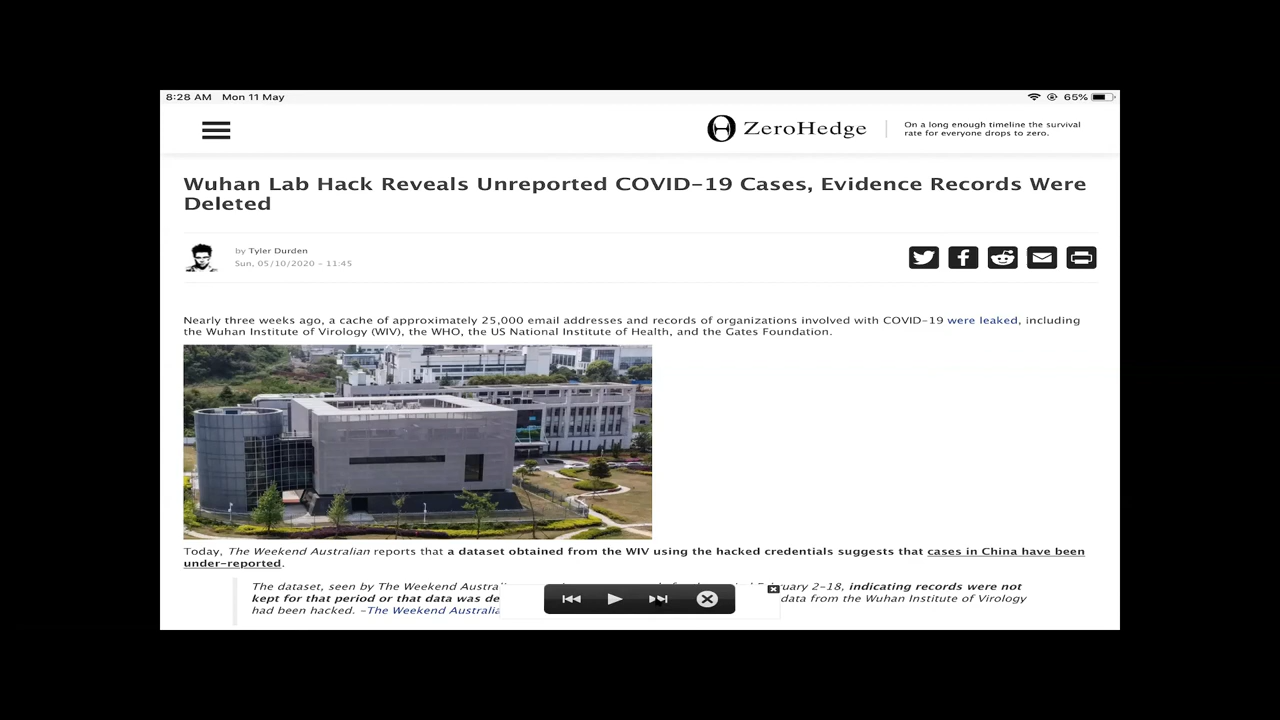 8:28 AM Mon 11 May
65%
ZeroHedge
On a long enough timeline the survival
rate for everyone drops to zero.
Wuhan Lab Hack Reveals Unreported COVID-19 Cases, Evidence Records Were
Deleted
by Tyler Durden
Sun, 05/10/2020 - 11:45
Nearly three weeks ago, a cache of approximately 25,000 email addresses and records of organizations involved with COVID-19 were leaked, including
the Wuhan Institute of Virology (WIV), the WHO, the US National Institute of Health, and the Gates Foundation.
Today, The Weekend Australian reports that a dataset obtained from the WIV using the hacked credentials suggests that cases in China have been
under-reported.
The dataset, seen by The Weekend 2-18, indicating records were not
kept for that period or that data was data from the Wuhan Institute of Virology
had been hacked. -The Weekend